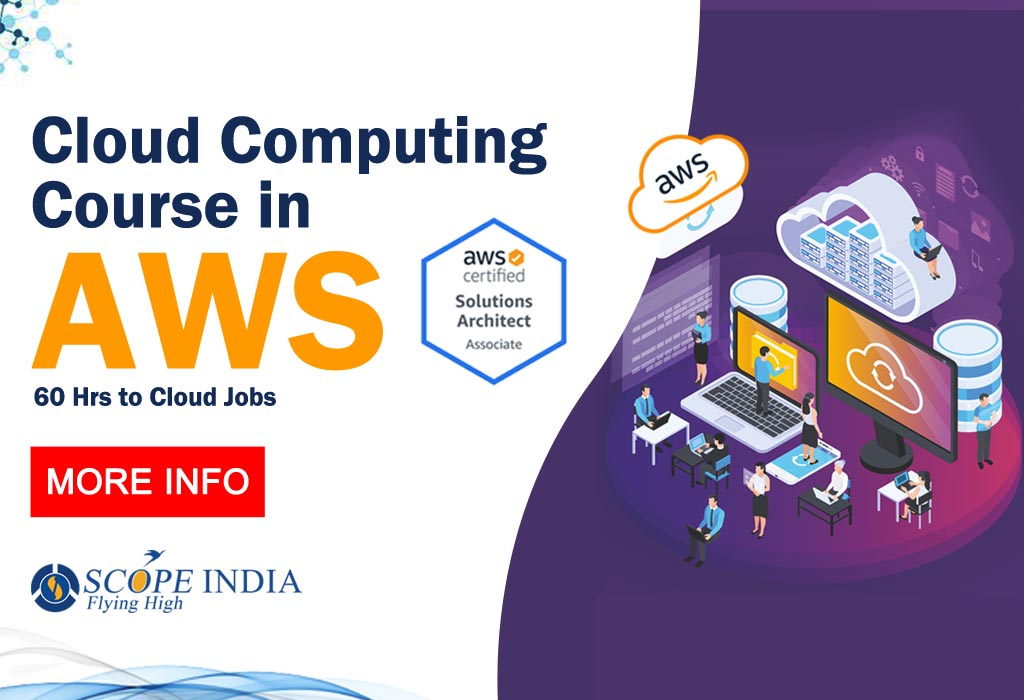 Cloud Computing
Course in
AWS
60 Hrs to Cloud Jobs
aws
certified
Solutions
Architect
Associate
MORE INFO
SCOPE INDIA
Flying High
aws